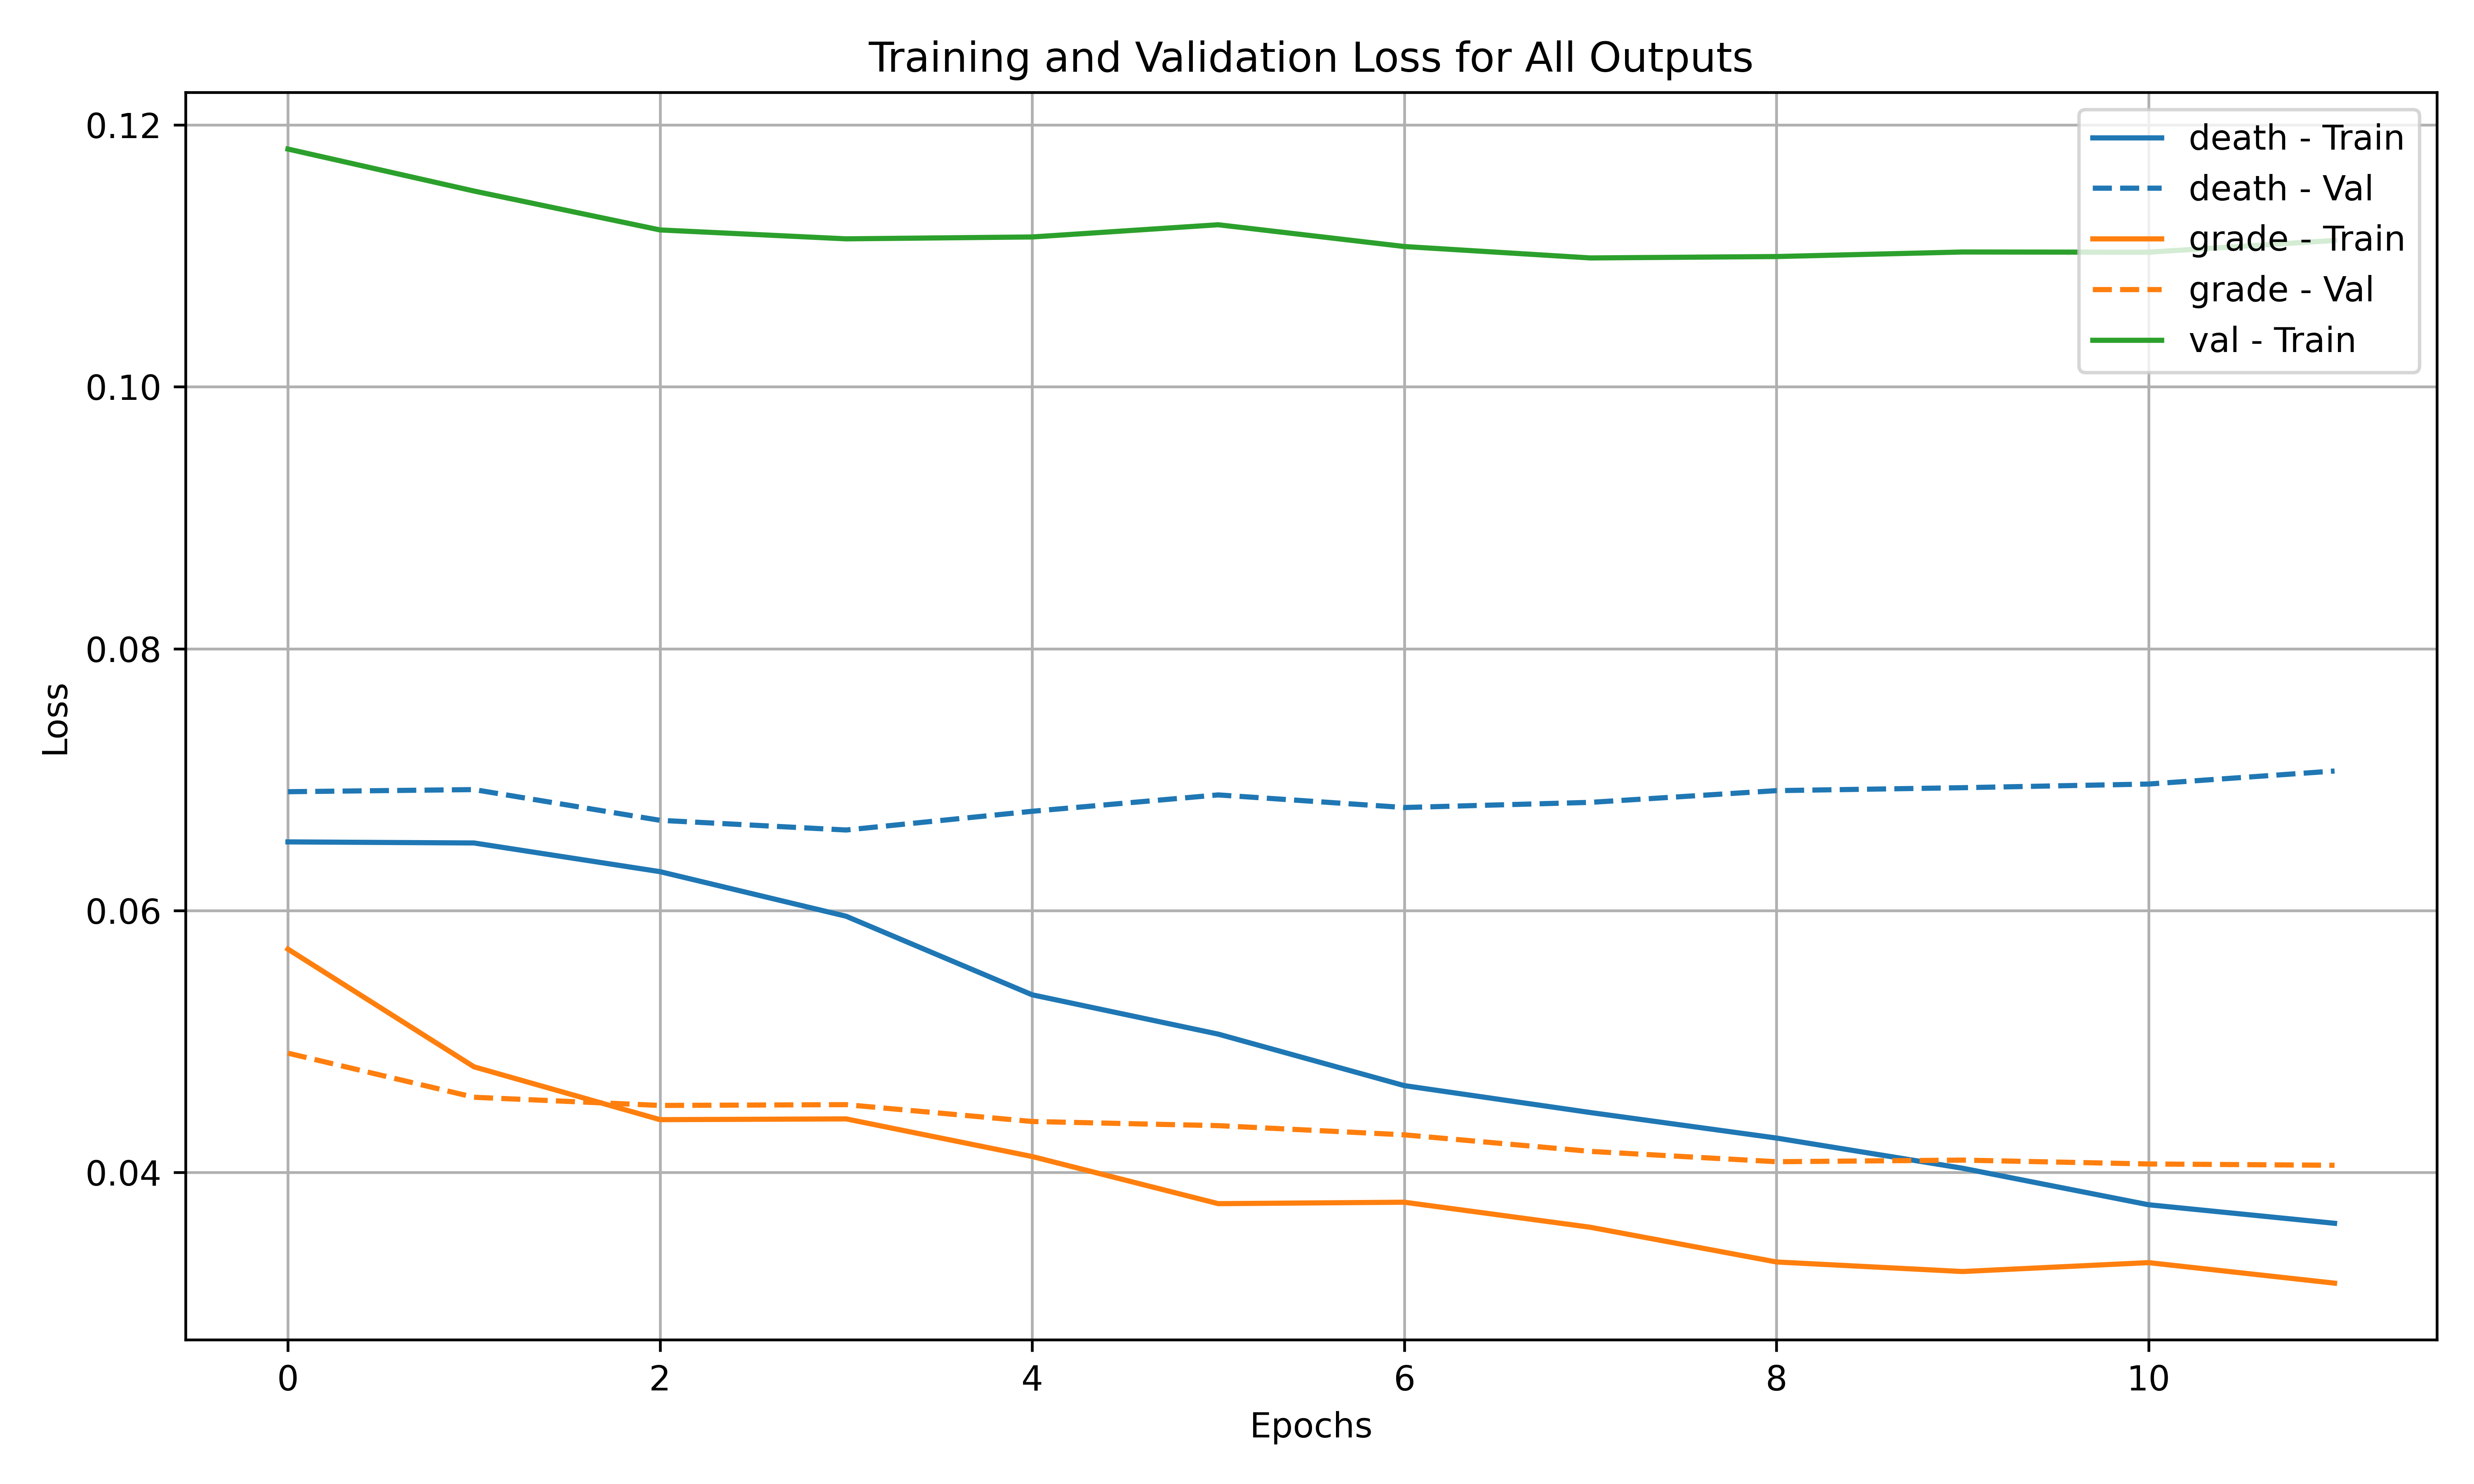 Training and Validation Loss for All Outputs
0.12
0.10
0.08
0.06
0.04
Loss
death - Train
death - Val
grade - Train
grade - Val
val - Train
0 2 4 6 8 10
Epochs